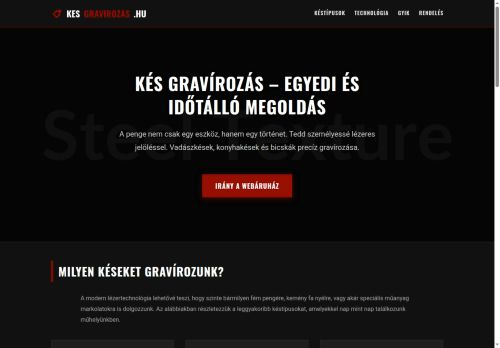 KES GRAVIROZAS .HU
KÉSTÍPUSOK TECHNOLÓGIA GYIK RENDELÉS
Steel Texture
KÉS GRAVÍROZÁS – EGYEDI ÉS
IDŐTÁLLÓ MEGOLDÁS
A penge nem csak egy eszköz, hanem egy történet. Tedd személyessé lézeres
jelöléssel. Vadászkések, konyhakések és bicskák precíz gravírozása.
IRÁNY A WEBÁRUHÁZ
MILYEN KÉSEKET GRAVÍROZUNK?
A modern lézertechnológia lehetővé teszi, hogy szinte bármilyen fém pengére, kemény fa nyélre, vagy akár speciális műanyag
markolatokra is dolgozzunk. Az alábbiakban részletezzük a leggyakoribb késtípusokat, amelyekkel nap mint nap találkozunk
műhelyünkben.